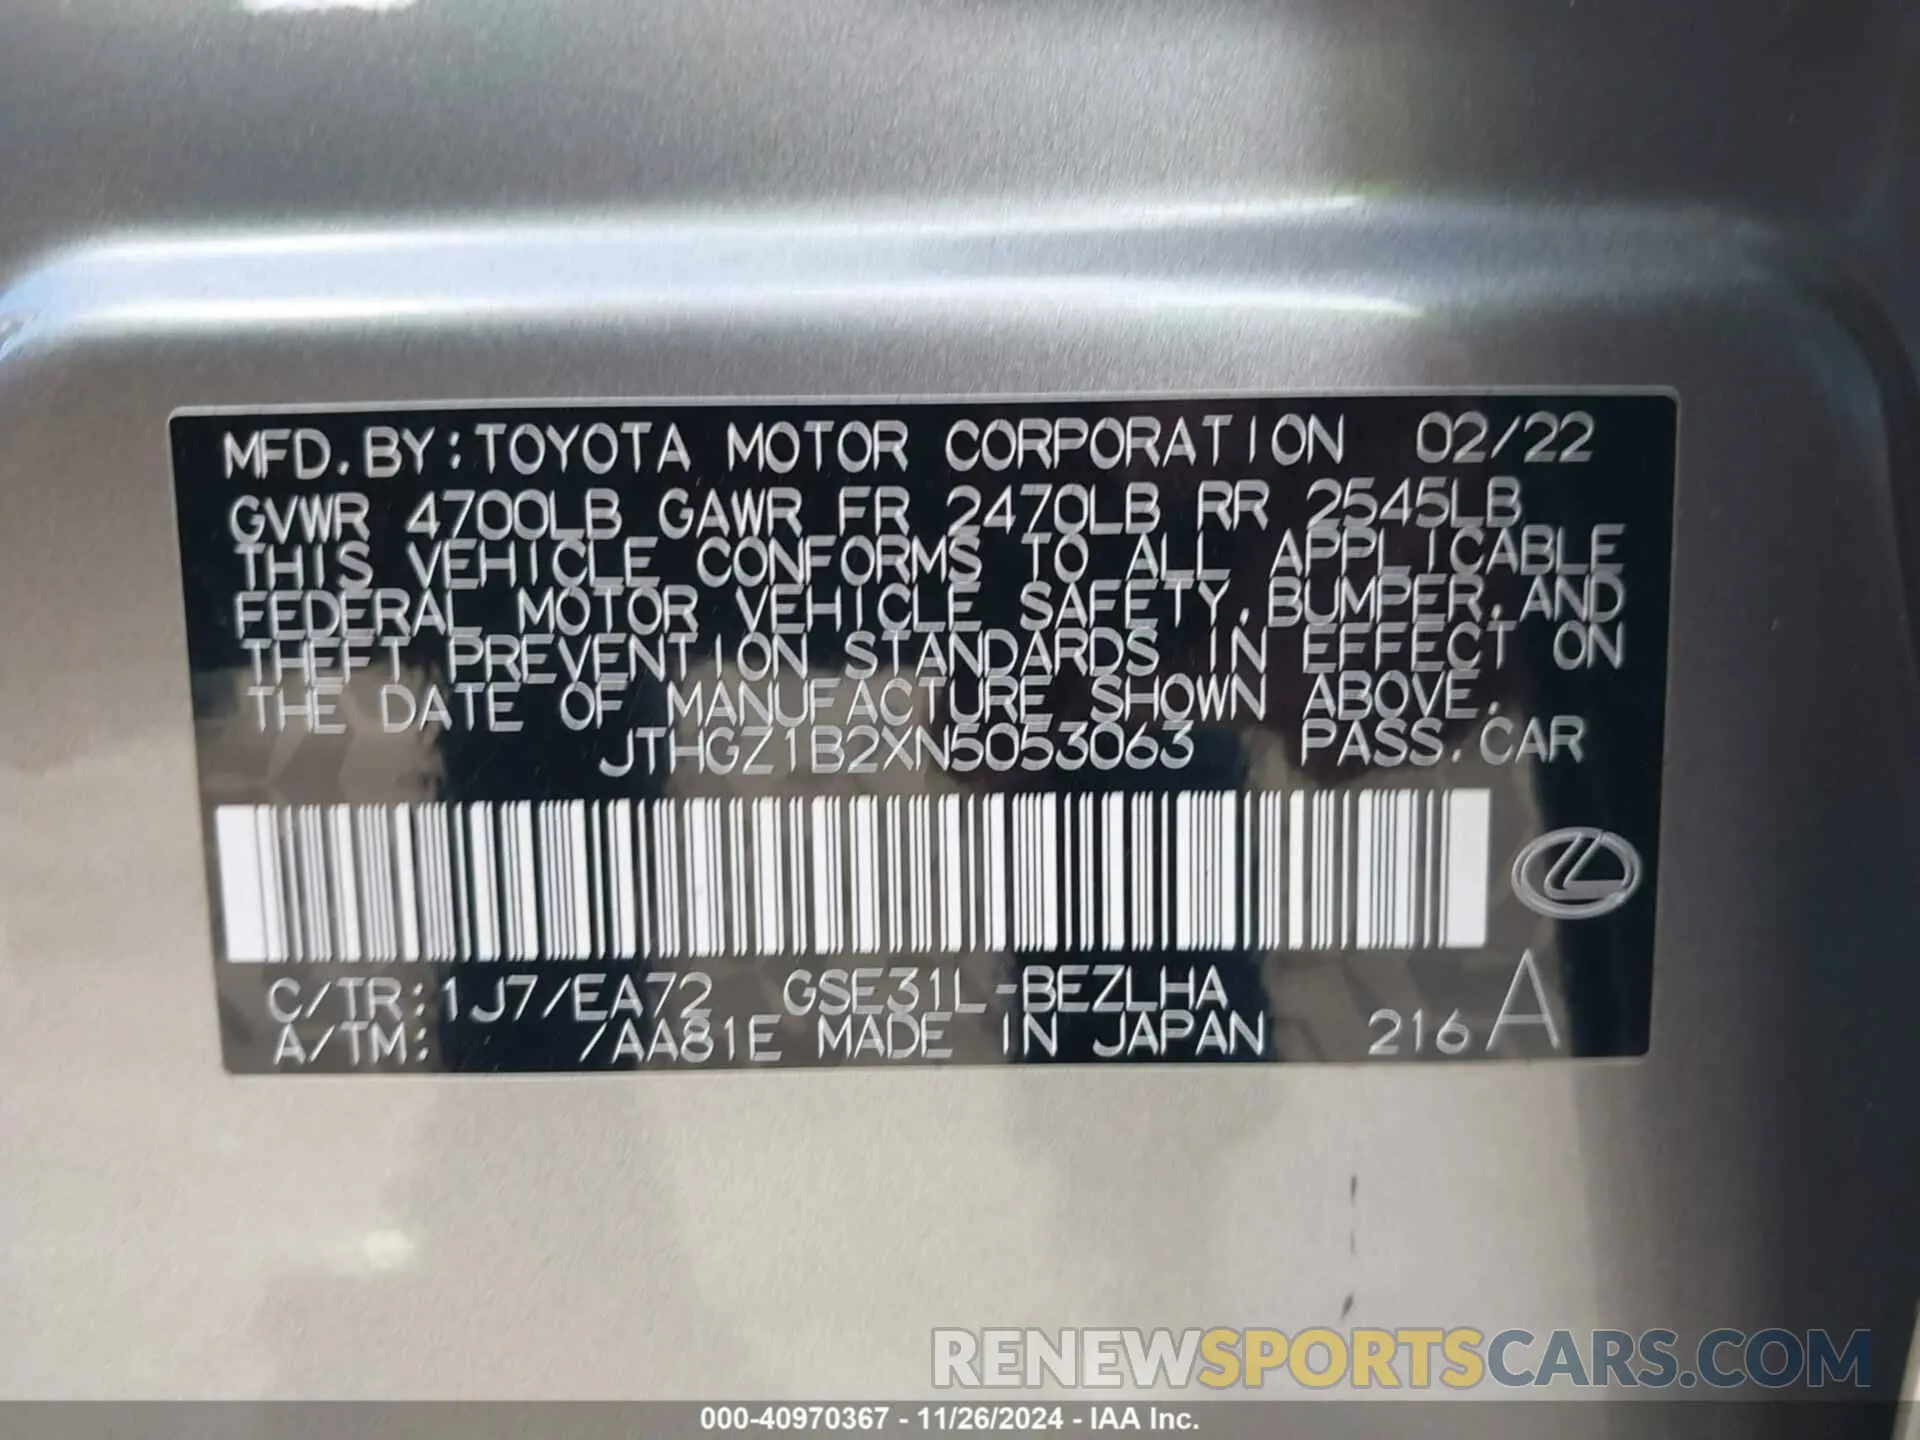 MFD. BY: TOYOTA MOTOR CORPORATION 02/22
GVWR 4700LB GAWR FR 2470LB RR 2545LB
THIS VEHICLE CONFORMS TO ALL APPLICABLE
FEDERAL MOTOR VEHICLE SAFETY, BUMPER, AND
THEFT PREVENTION STANDARDS IN EFFECT ON
THE DATE OF MANUFACTURE SHOWN ABOVE.
JTHGZ1B2XN5053063 PASS. CAR
C/TR: 1J7/EA72 GSE31L-BEZLHA
A/TM: /AA81E MADE IN JAPAN 216 A
RENEWSPORTSCARS.COM
000-40970367 - 11/26/2024 - IAA Inc.